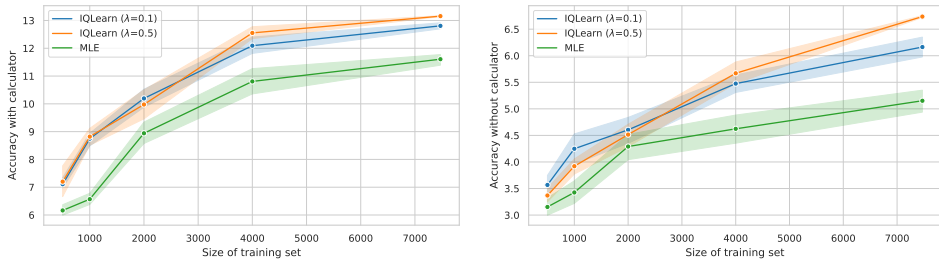 IQLearn (λ=0.1)
IQLearn (λ=0.5)
MLE
13
12
11
10
9
8
7
6
Accuracy with calculator
1000 2000 3000 4000 5000 6000 7000
Size of training set
IQLearn (λ=0.1)
IQLearn (λ=0.5)
MLE
6.5
6.0
5.5
5.0
4.5
4.0
3.5
3.0
Accuracy without calculator
1000 2000 3000 4000 5000 6000 7000
Size of training set